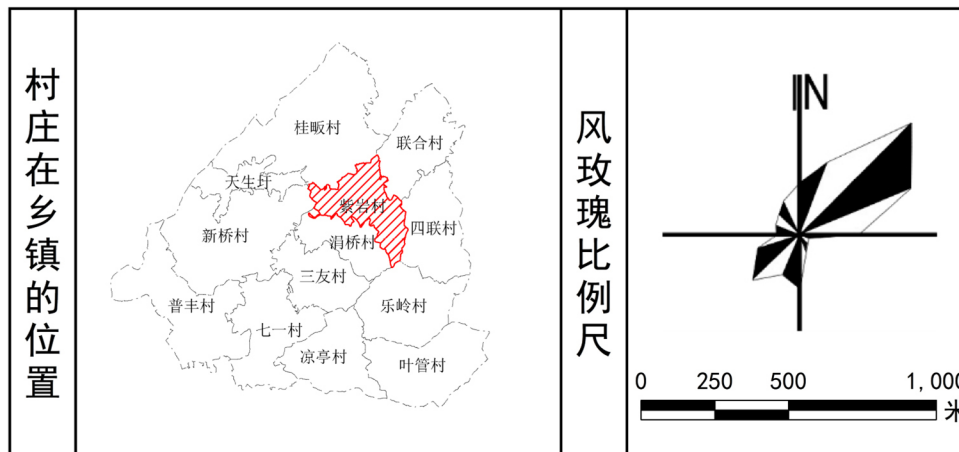 村庄在乡镇的位置
桂畈村
联合村
天生圩
紫岩村
新桥村
涓桥村
四联村
三友村
普丰村
乐岭村
七一村
凉亭村
叶管村
风玫瑰比例尺
N
0 250 500 1,000
米